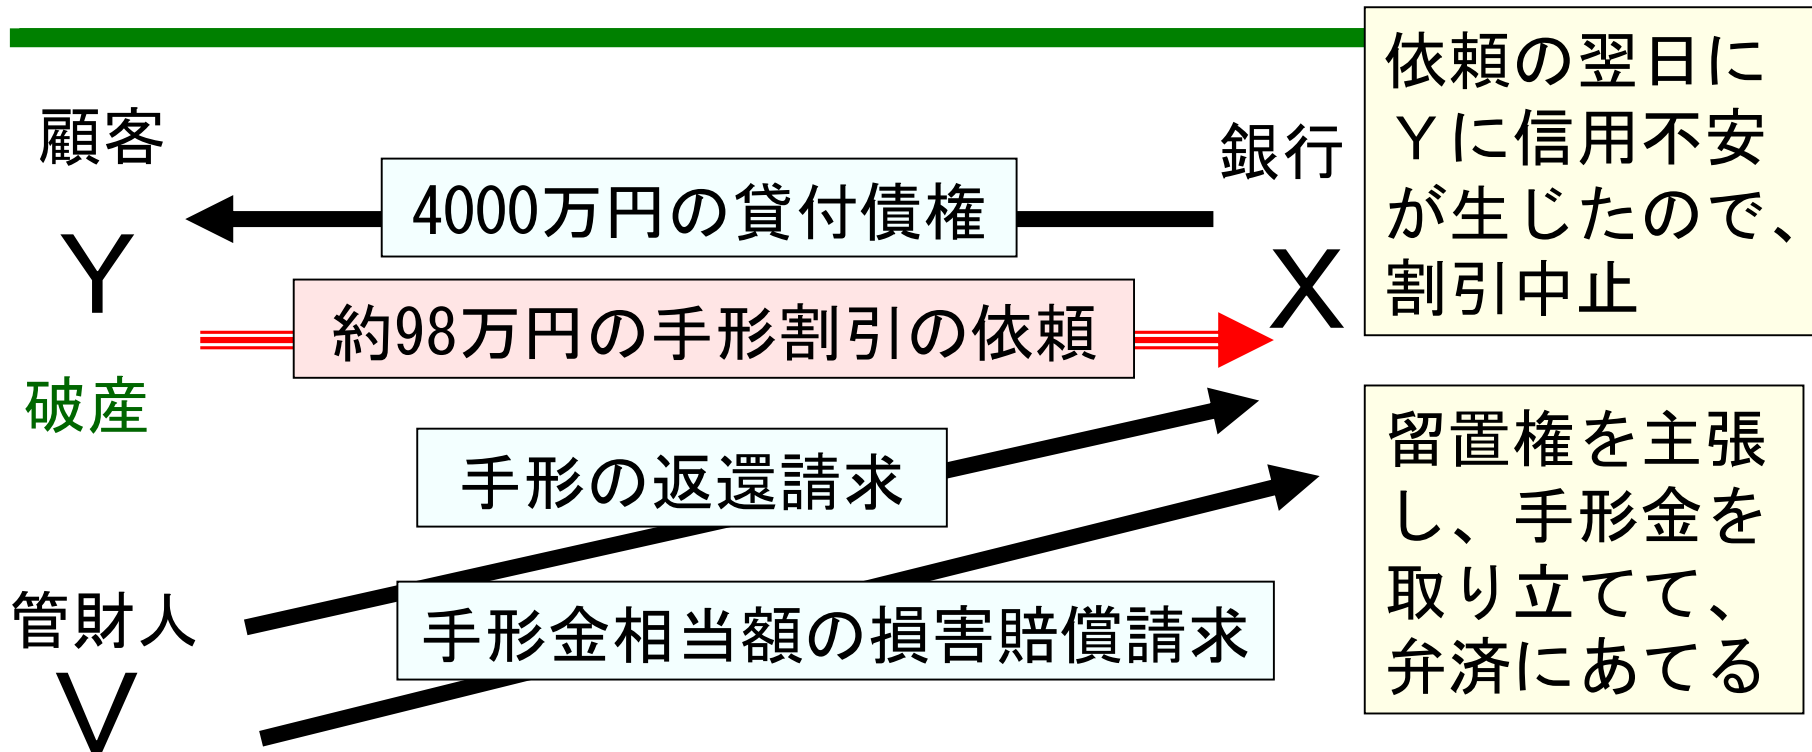 顧客
Y
破産
管財人
V
4000万円の貸付債権
約98万円の手形割引の依頼
手形の返還請求
手形金相当額の損害賠償請求
銀行
X
依頼の翌日に
Yに信用不安
が生じたので、
割引中止
留置権を主張
し、手形金を
取り立てて、
弁済にあてる